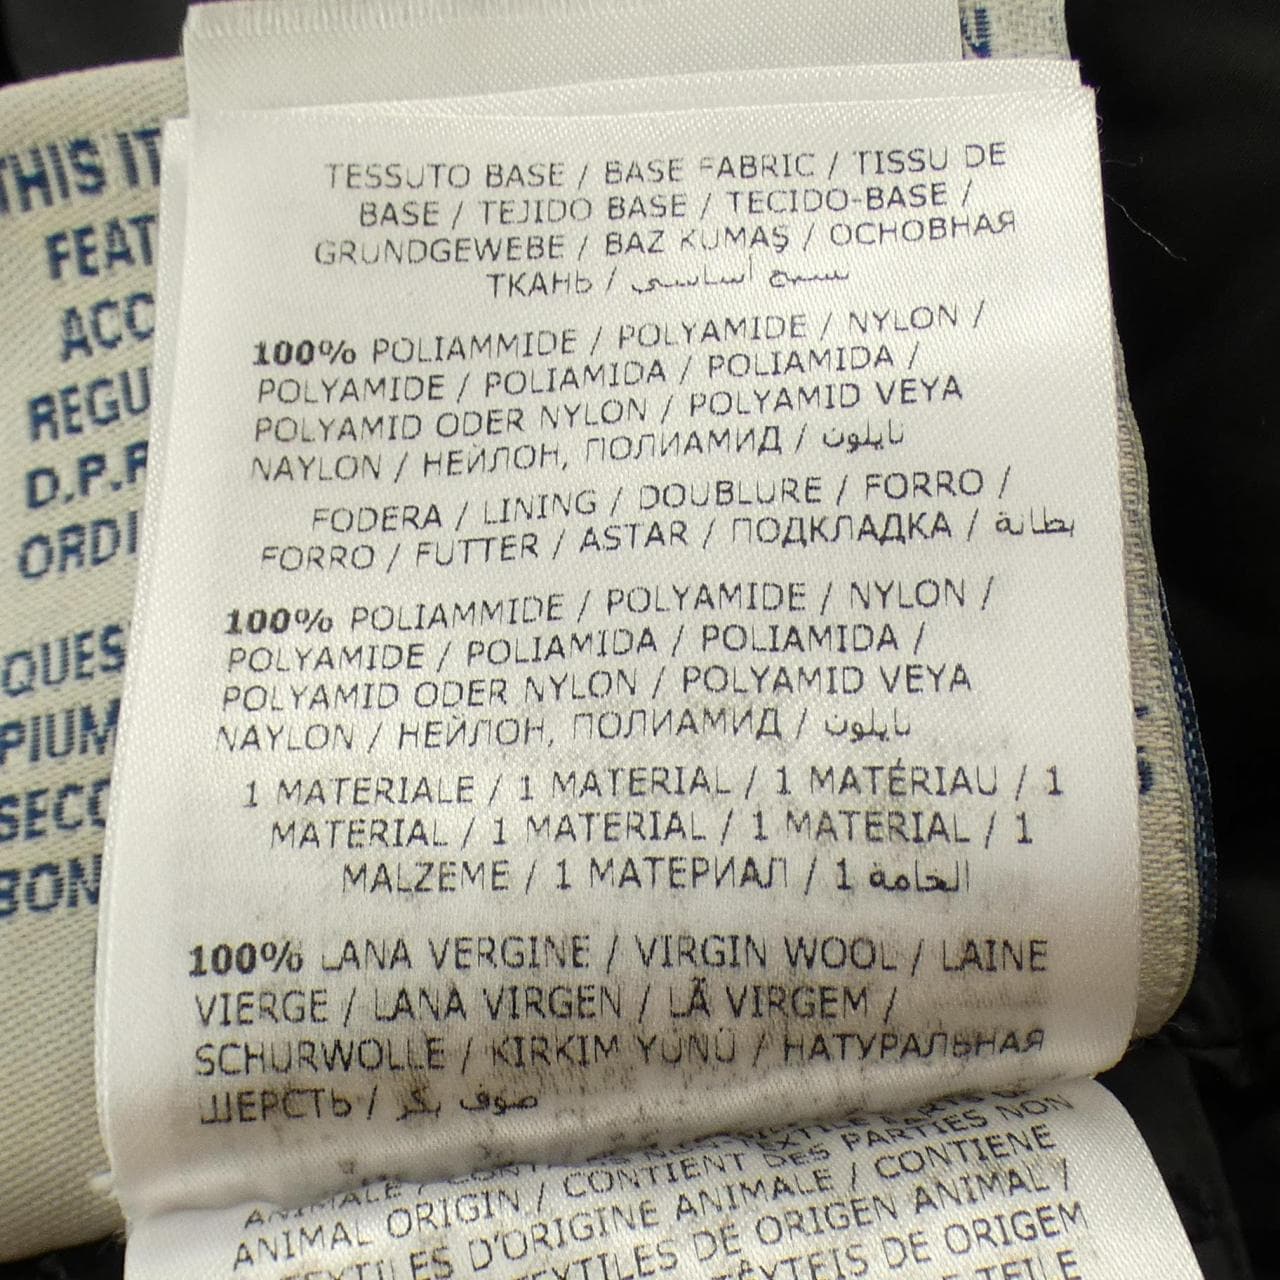 THIS IT
FEAT
ACC
REGU
D.P.R
ORDI
QUES
PIUM
SECO
BON
TESSUTO BASE / BASE FABRIC / TISSU DE
BASE / TEJIDO BASE / TECIDO-BASE /
GRUNDGEWEBE / BAZ KUMAŞ / ОСНОВНАЯ
ТКАНЬ / نسيج أساسي
100% POLIAMMIDE / POLYAMIDE / NYLON /
POLYAMIDE / POLIAMIDA / POLIAMIDA /
POLYAMID ODER NYLON / POLYAMID VEYA
NAYLON / НЕЙЛОН, ПОЛИАМИД / نايلون
FODERA / LINING / DOUBLURE / FORRO /
FORRO / FUTTER / ASTAR / ПОДКЛАДКА / بطانة
100% POLIAMMIDE / POLYAMIDE / NYLON /
POLYAMIDE / POLIAMIDA / POLIAMIDA /
POLYAMID ODER NYLON / POLYAMID VEYA
NAYLON / НЕЙЛОН, ПОЛИАМИД / نايلون
1 MATERIALE / 1 MATERIAL / 1 MATÉRIAU / 1
MATERIAL / 1 MATERIAL / 1 MATERIAL / 1
MALZEME / 1 МАТЕРИАЛ / 1 الخامة
100% LANA VERGINE / VIRGIN WOOL / LAINE
VIERGE / LANA VIRGEN / LÃ VIRGEM /
SCHURWOLLE / KIRKIM YÜNÜ / НАТУРАЛЬНАЯ
ШЕРСТЬ / صوف بكر
ANIMALE /
ANIMAL ORIGIN / CONTIENT DES PARTIES NON
TEXTILES D'ORIGINE ANIMALE / CONTIENE
TEXTILES DE ORIGEN ANIMAL /
TÊXTEIS DE ORIGEM